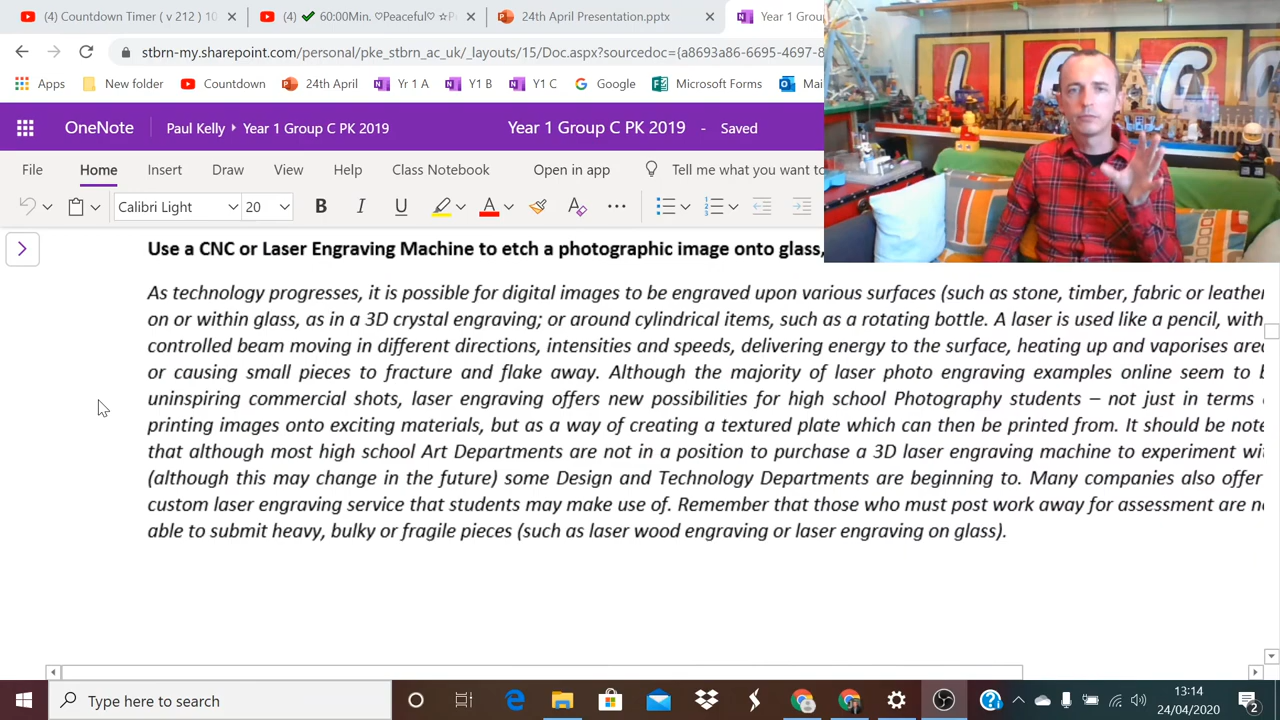 (4) Countdown Timer ( v 212 ) 1
(4) ✔ 60:00Min. ♡Peaceful♡ ☆P
24th April Presentation.pptx
Year 1 Group
stbrn-my.sharepoint.com/personal/pke_stbrn_ac_uk/_layouts/15/Doc.aspx?sourcedoc={a8693a86-6695-4697-8
Apps New folder Countdown 24th April Year 1 A Y1 B Y1 C Google Microsoft Forms Mai
OneNote Paul Kelly Year 1 Group C PK 2019 Year 1 Group C PK 2019 - Saved
File Home Insert Draw View Help Class Notebook Open in app Tell me what you want to
Calibri Light 20 B I U A A
Use a CNC or Laser Engraving Machine to etch a photographic image onto glass,
As technology progresses, it is possible for digital images to be engraved upon various surfaces (such as stone, timber, fabric or leather
on or within glass, as in a 3D crystal engraving; or around cylindrical items, such as a rotating bottle. A laser is used like a pencil, with
controlled beam moving in different directions, intensities and speeds, delivering energy to the surface, heating up and vaporises area
or causing small pieces to fracture and flake away. Although the majority of laser photo engraving examples online seem to b
uninspiring commercial shots, laser engraving offers new possibilities for high school Photography students – not just in terms
printing images onto exciting materials, but as a way of creating a textured plate which can then be printed from. It should be note
that although most high school Art Departments are not in a position to purchase a 3D laser engraving machine to experiment wit
(although this may change in the future) some Design and Technology Departments are beginning to. Many companies also offer
custom laser engraving service that students may make use of. Remember that those who must post work away for assessment are no
able to submit heavy, bulky or fragile pieces (such as laser wood engraving or laser engraving on glass).
Type here to search
13:14
24/04/2020
2